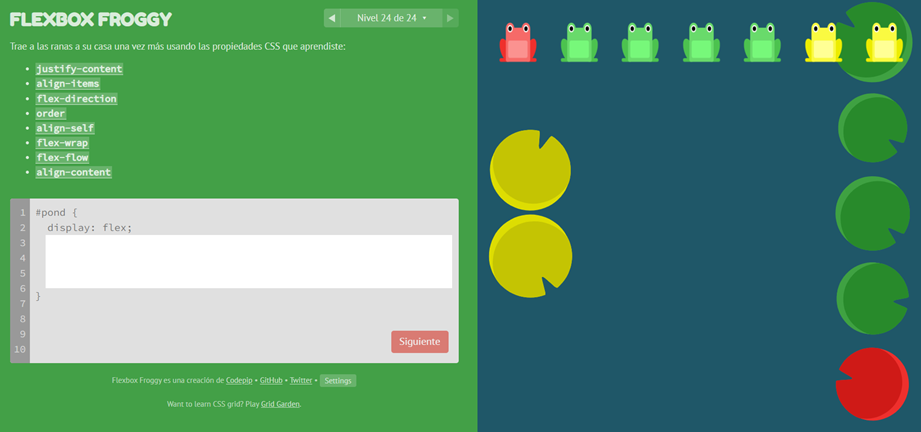 FLEXBOX FROGGY
Nivel 24 de 24
Trae a las ranas a su casa una vez más usando las propiedades CSS que aprendiste:
justify-content
align-items
flex-direction
order
align-self
flex-wrap
flex-flow
align-content
1 #pond {
2 display: flex;
3
4
5
6 }
7
8
9
10
Siguiente
Flexbox Froggy es una creación de Codepip • GitHub • Twitter • Settings
Want to learn CSS grid? Play Grid Garden.